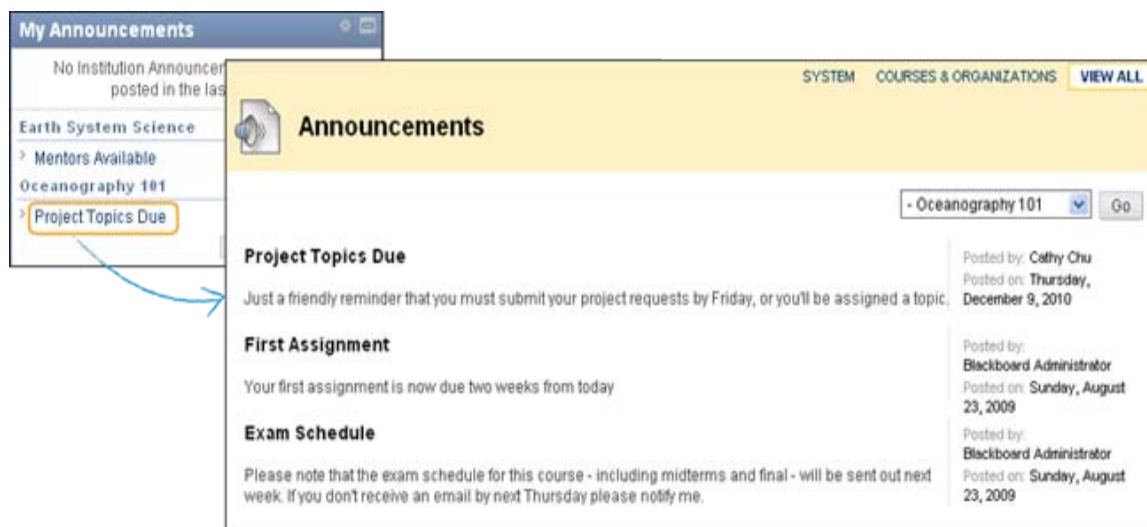 My Announcements
No Institution Announcer
posted in the las
Earth System Science
Mentors Available
Oceanography 101
Project Topics Due
SYSTEM COURSES & ORGANIZATIONS VIEW ALL
Announcements
- Oceanography 101 Go
Project Topics Due
Just a friendly reminder that you must submit your project requests by Friday, or you'll be assigned a topic.
Posted by: Cathy Chu
Posted on: Thursday,
December 9, 2010
First Assignment
Your first assignment is now due two weeks from today
Posted by:
Blackboard Administrator
Posted on: Sunday, August
23, 2009
Exam Schedule
Please note that the exam schedule for this course - including midterms and final - will be sent out next
week. If you don't receive an email by next Thursday please notify me.
Posted by:
Blackboard Administrator
Posted on: Sunday, August
23, 2009